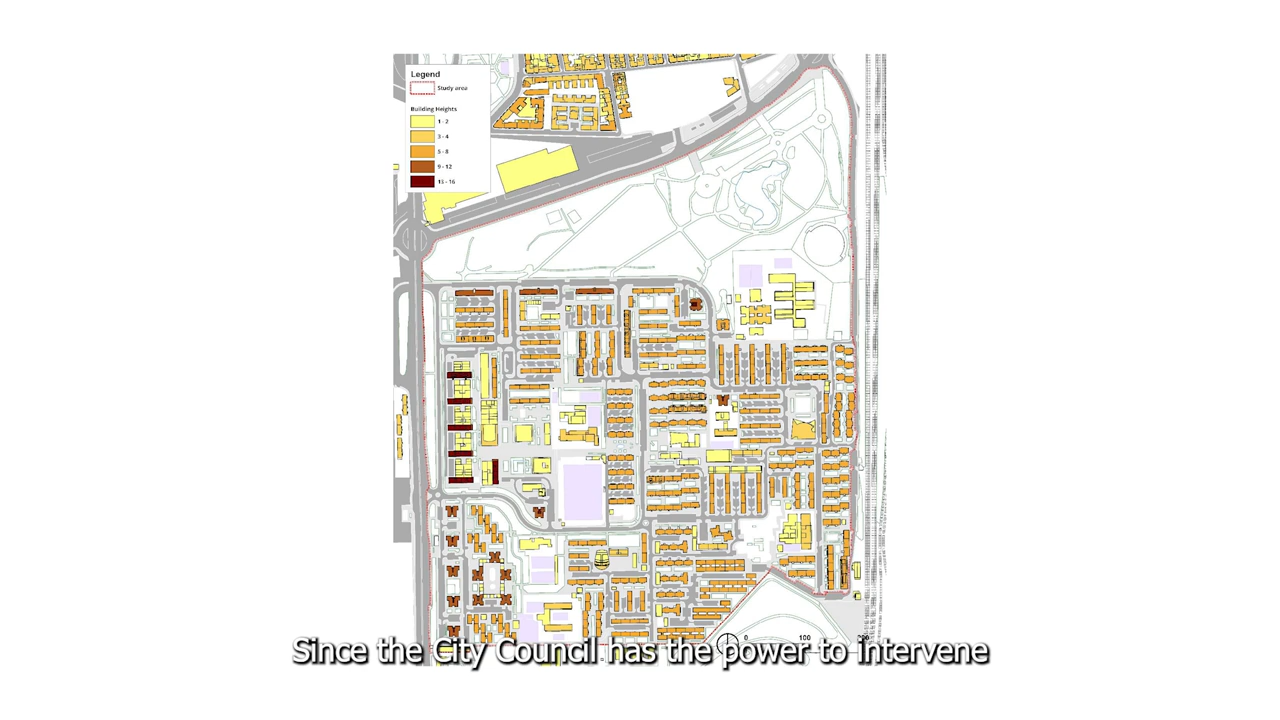 Legend
Study area
Building Heights
1 - 2
3 - 4
5 - 8
9 - 12
13 - 16
0 100 200
Since the City Council has the power to intervene